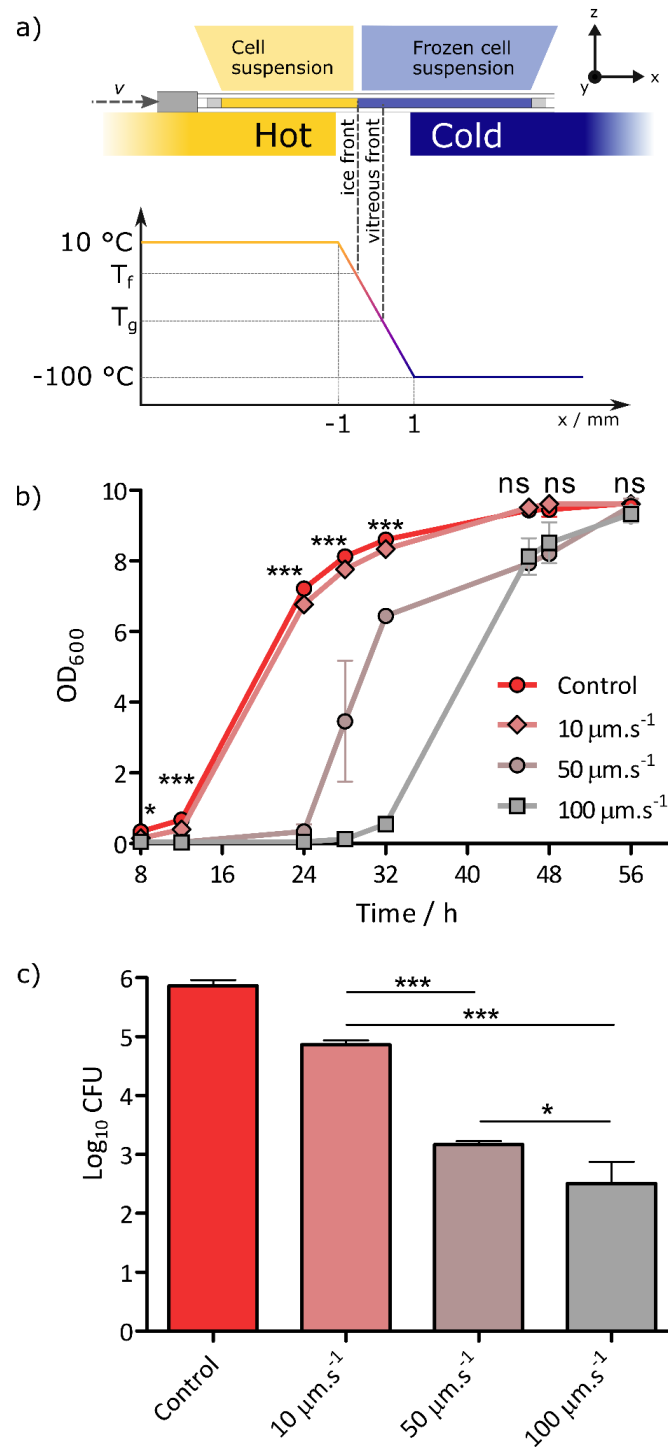 a)
Cell
suspension
Frozen cell
suspension
z
y
x
v
Hot
Cold
ice front
vitreous front
10 °C
T_f
T_g
-100 °C
-1
1
x / mm
b)
10
8
6
4
2
0
OD₆₀₀
*
***
***
***
***
ns
ns
ns
Control
10 µm.s⁻¹
50 µm.s⁻¹
100 µm.s⁻¹
8
16
24
32
40
48
56
Time / h
c)
6
5
4
3
2
1
0
Log₁₀ CFU
***
***
*
Control
10 µm.s⁻¹
50 µm.s⁻¹
100 µm.s⁻¹